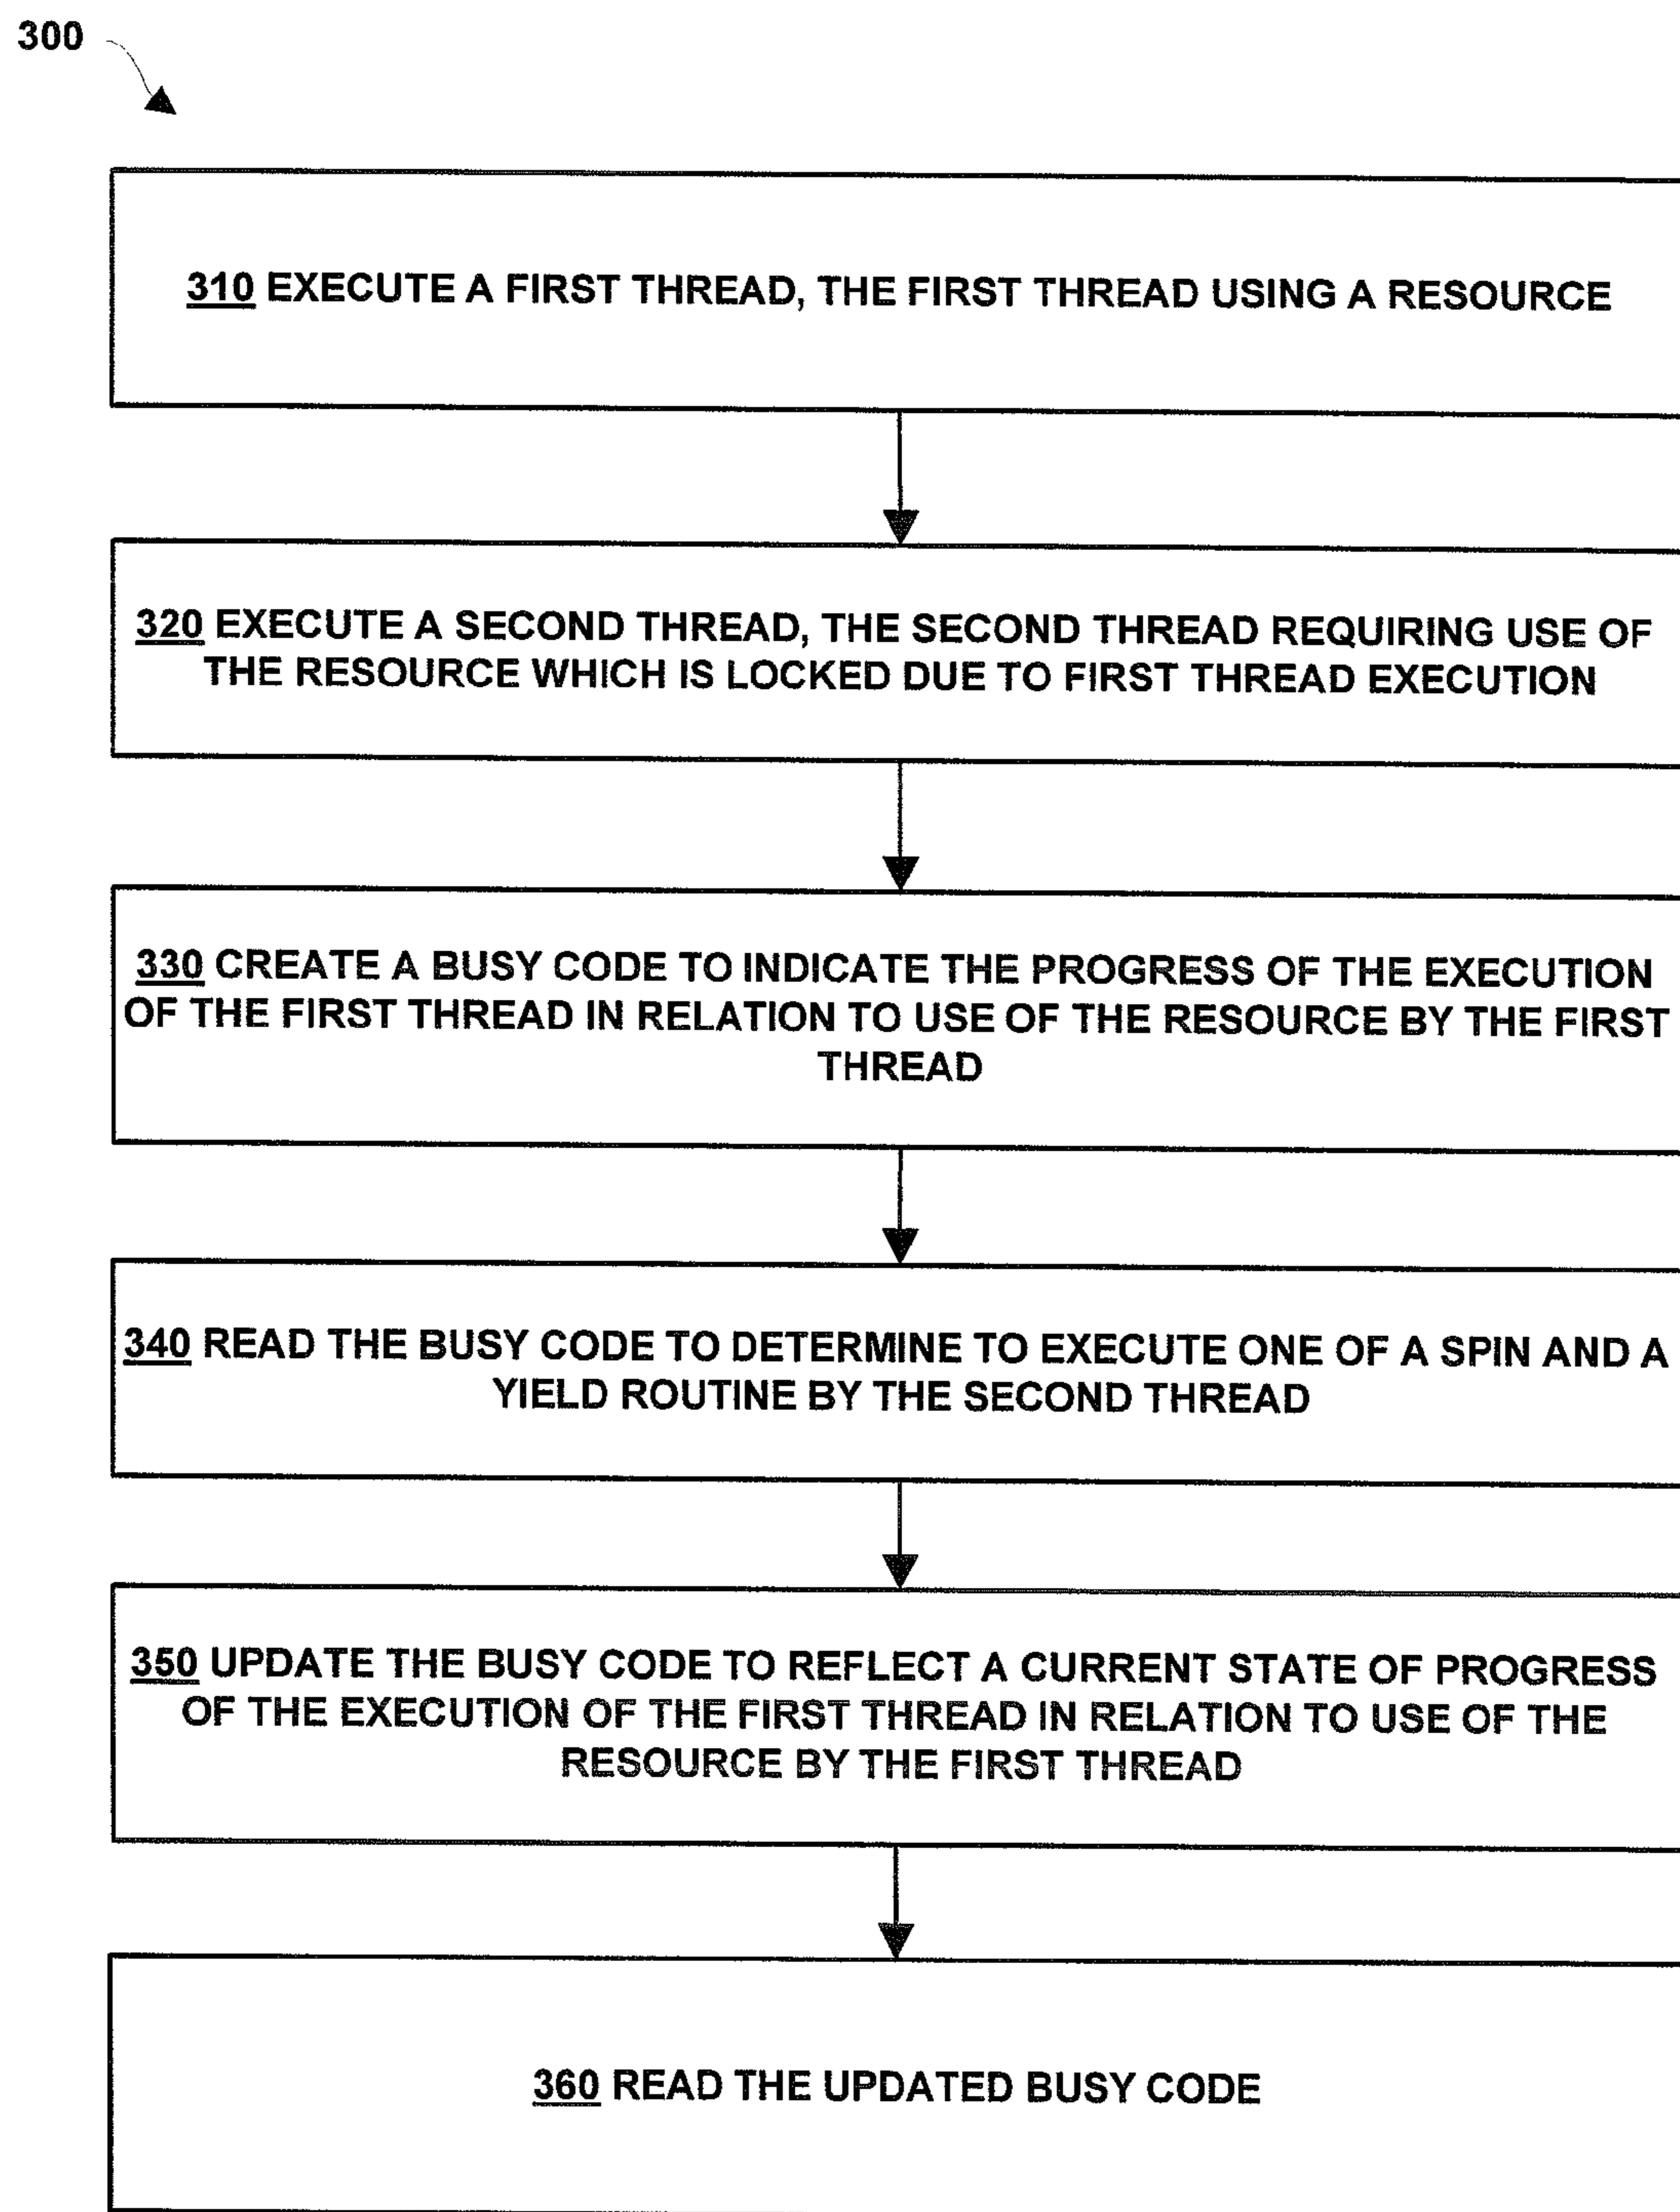 300
310 EXECUTE A FIRST THREAD, THE FIRST THREAD USING A RESOURCE
320 EXECUTE A SECOND THREAD, THE SECOND THREAD REQUIRING USE OF
THE RESOURCE WHICH IS LOCKED DUE TO FIRST THREAD EXECUTION
330 CREATE A BUSY CODE TO INDICATE THE PROGRESS OF THE EXECUTION
OF THE FIRST THREAD IN RELATION TO USE OF THE RESOURCE BY THE FIRST
THREAD
340 READ THE BUSY CODE TO DETERMINE TO EXECUTE ONE OF A SPIN AND A
YIELD ROUTINE BY THE SECOND THREAD
350 UPDATE THE BUSY CODE TO REFLECT A CURRENT STATE OF PROGRESS
OF THE EXECUTION OF THE FIRST THREAD IN RELATION TO USE OF THE
RESOURCE BY THE FIRST THREAD
360 READ THE UPDATED BUSY CODE